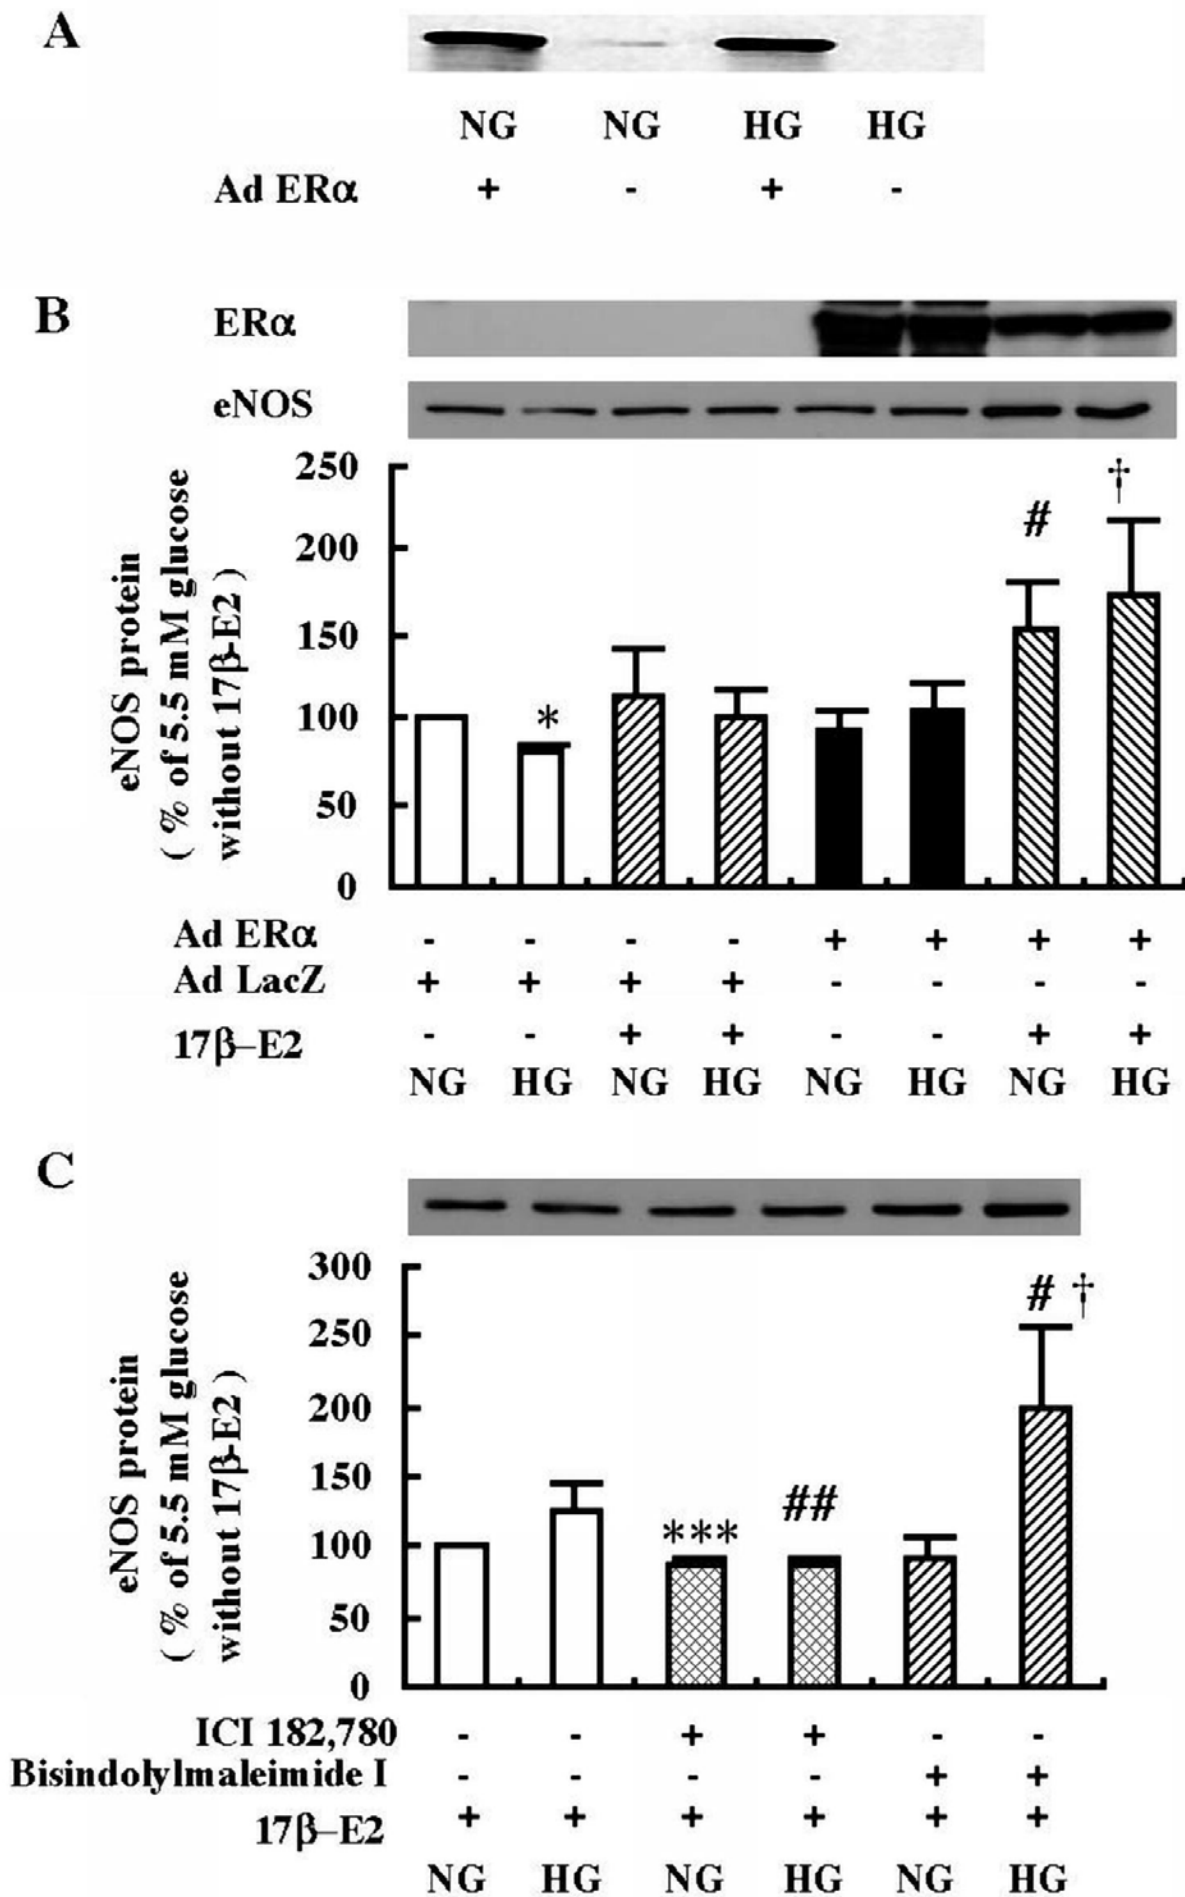 A
NG NG HG HG
Ad ERα + - + -
B
ERα
eNOS
eNOS protein
( % of 5.5 mM glucose
without 17β-E2 )
250
200
150
100
50
0
*
#
†
Ad ERα - - - - + + + +
Ad LacZ + + + + - - - -
17β–E2 - - + + - - + +
NG HG NG HG NG HG NG HG
C
eNOS protein
( % of 5.5 mM glucose
without 17β-E2 )
300
250
200
150
100
50
0
***
##
# †
ICI 182,780 - - + + - -
Bisindolylmaleimide I - - - - + +
17β–E2 + + + + + +
NG HG NG HG NG HG